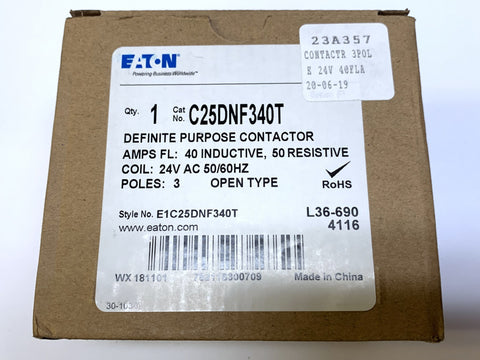 23A357
CONTACTR 3POL
E 24V 40FLA
20-06-19
EATON
Powering Business Worldwide
Qty. 1 Cat No. C25DNF340T
DEFINITE PURPOSE CONTACTOR
AMPS FL: 40 INDUCTIVE, 50 RESISTIVE
COIL: 24V AC 50/60HZ
POLES: 3 OPEN TYPE
RoHS
Style No. E1C25DNF340T
L36-690
www.eaton.com
4116
WX 181101
Made in China